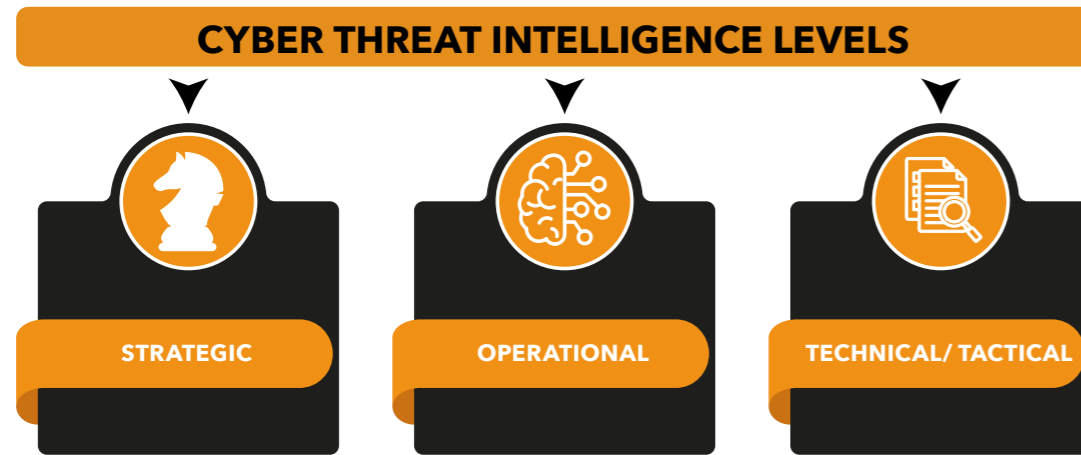 CYBER THREAT INTELLIGENCE LEVELS
STRATEGIC
OPERATIONAL
TECHNICAL/ TACTICAL